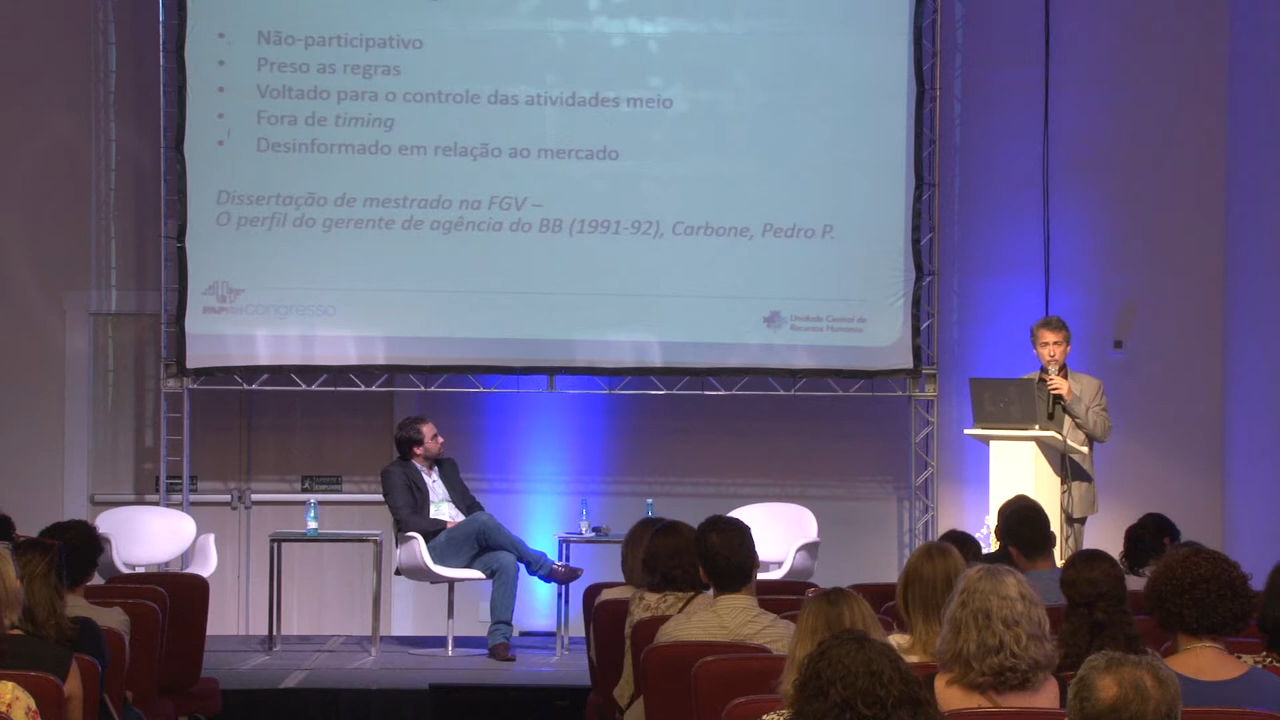 Não-participativo
Preso as regras
Voltado para o controle das atividades meio
Fora de timing
Desinformado em relação ao mercado
Dissertação de mestrado na FGV –
O perfil do gerente de agência do BB (1991-92), Carbone, Pedro P.
congresso
Unidade Central de
Recursos Humanos